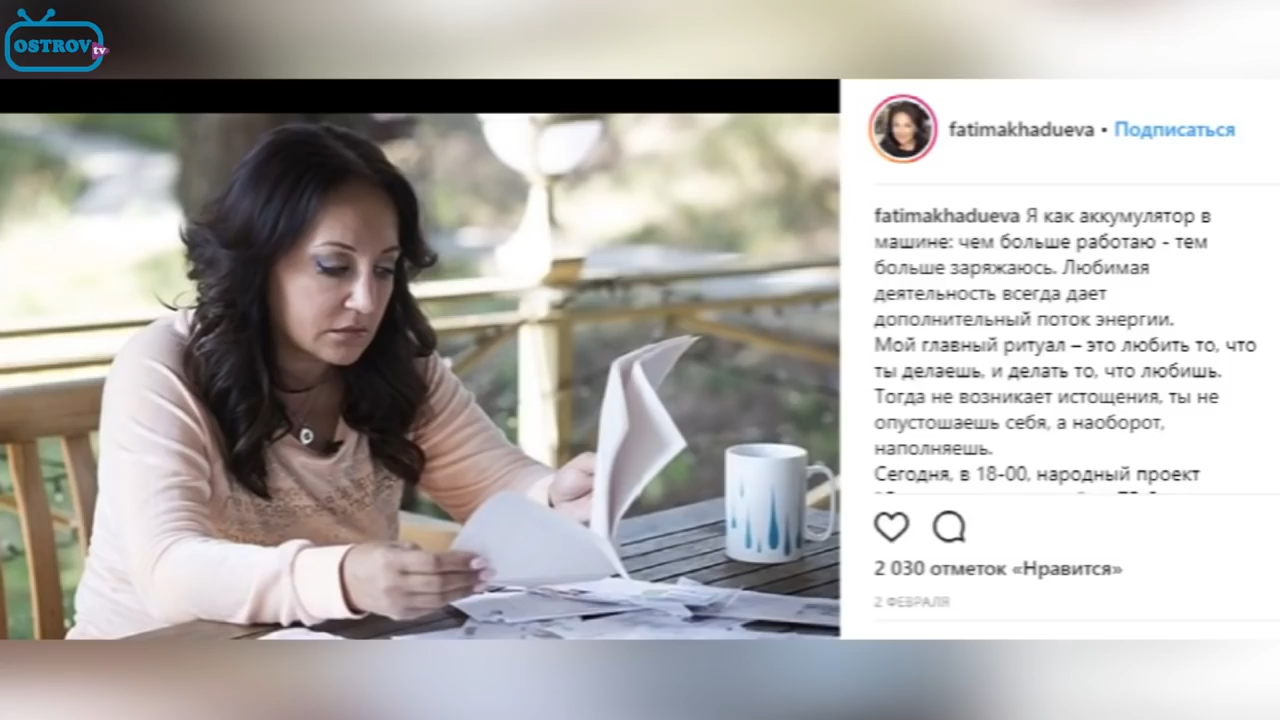 OSTROV tv
fatimakhadueva • Подписаться
fatimakhadueva Я как аккумулятор в
машине: чем больше работаю - тем
больше заряжаюсь. Любимая
деятельность всегда дает
дополнительный поток энергии.
Мой главный ритуал – это любить то, что
ты делаешь, и делать то, что любишь.
Тогда не возникает истощения, ты не
опустошаешь себя, а наоборот,
наполняешь.
Сегодня, в 18-00, народный проект
2 030 отметок «Нравится»
2 ФЕВРАЛЯ